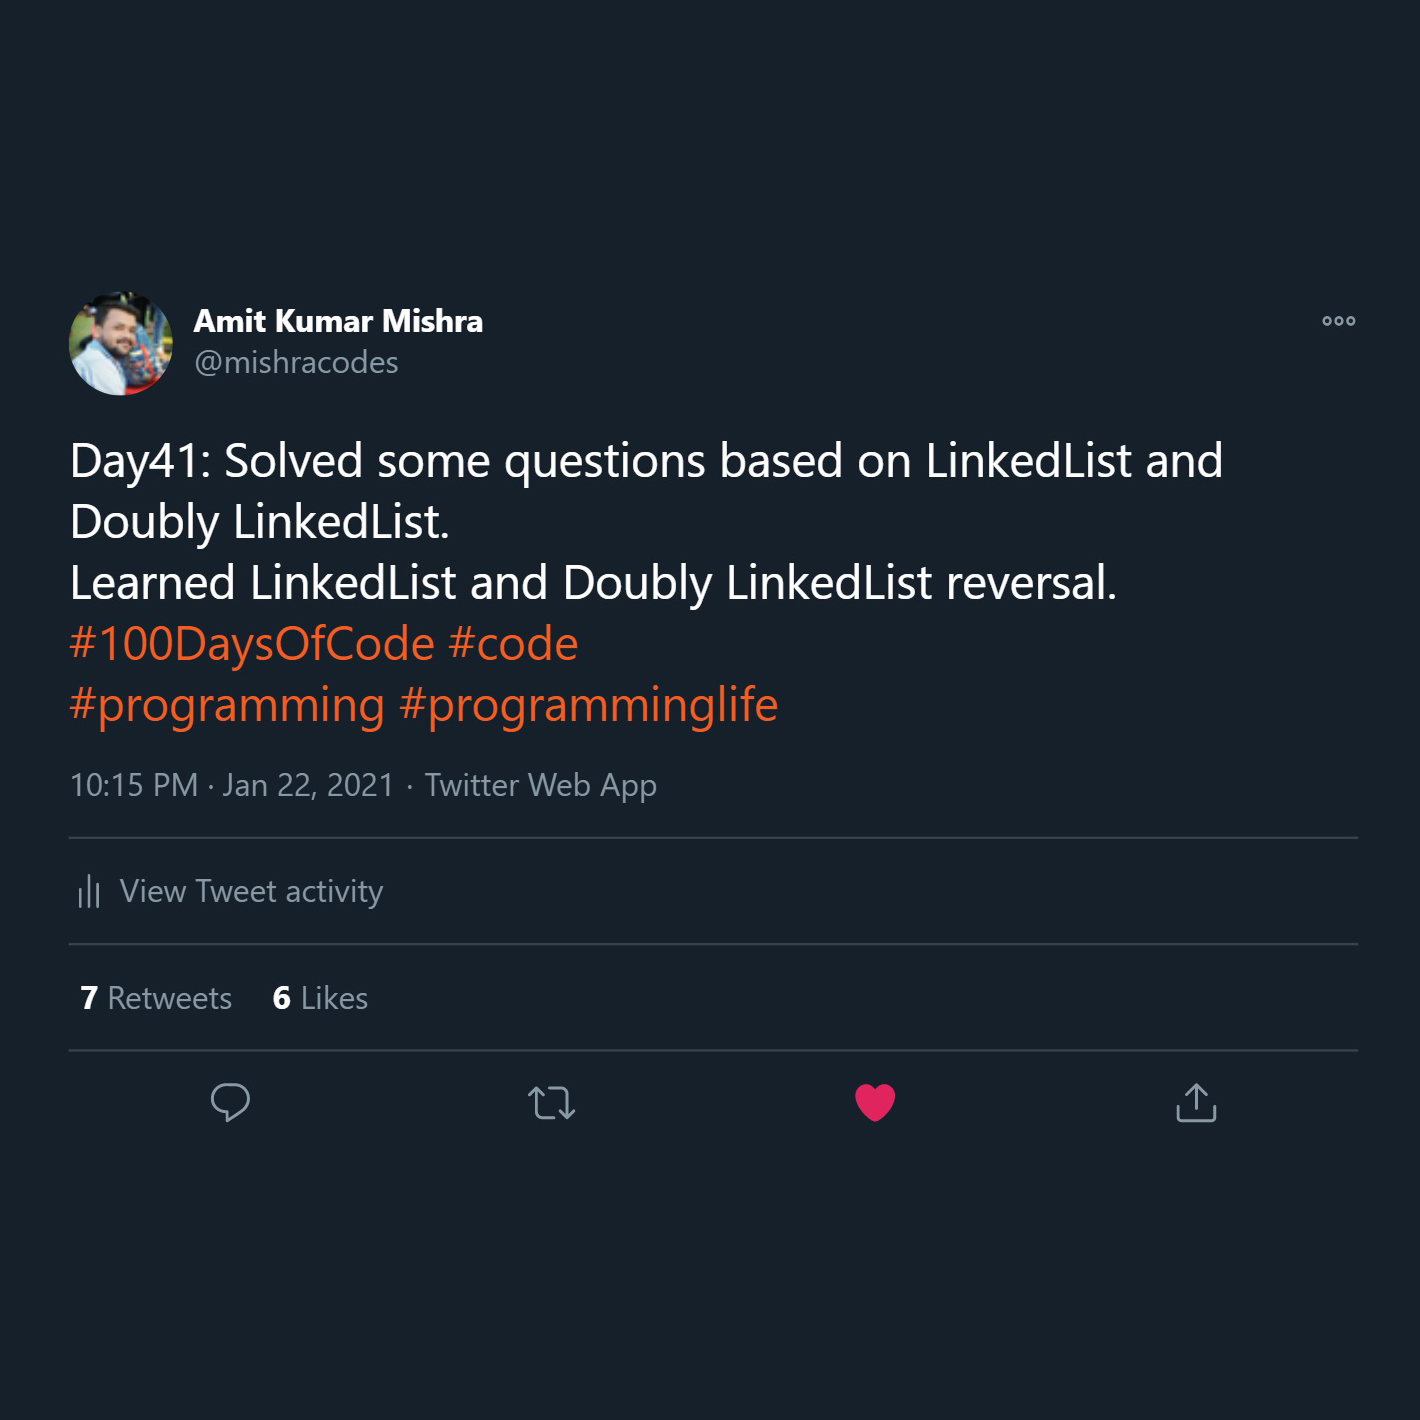 Amit Kumar Mishra
@mishracodes
Day41: Solved some questions based on LinkedList and
Doubly LinkedList.
Learned LinkedList and Doubly LinkedList reversal.
#100DaysOfCode #code
#programming #programminglife
10:15 PM · Jan 22, 2021 · Twitter Web App
View Tweet activity
7 Retweets 6 Likes